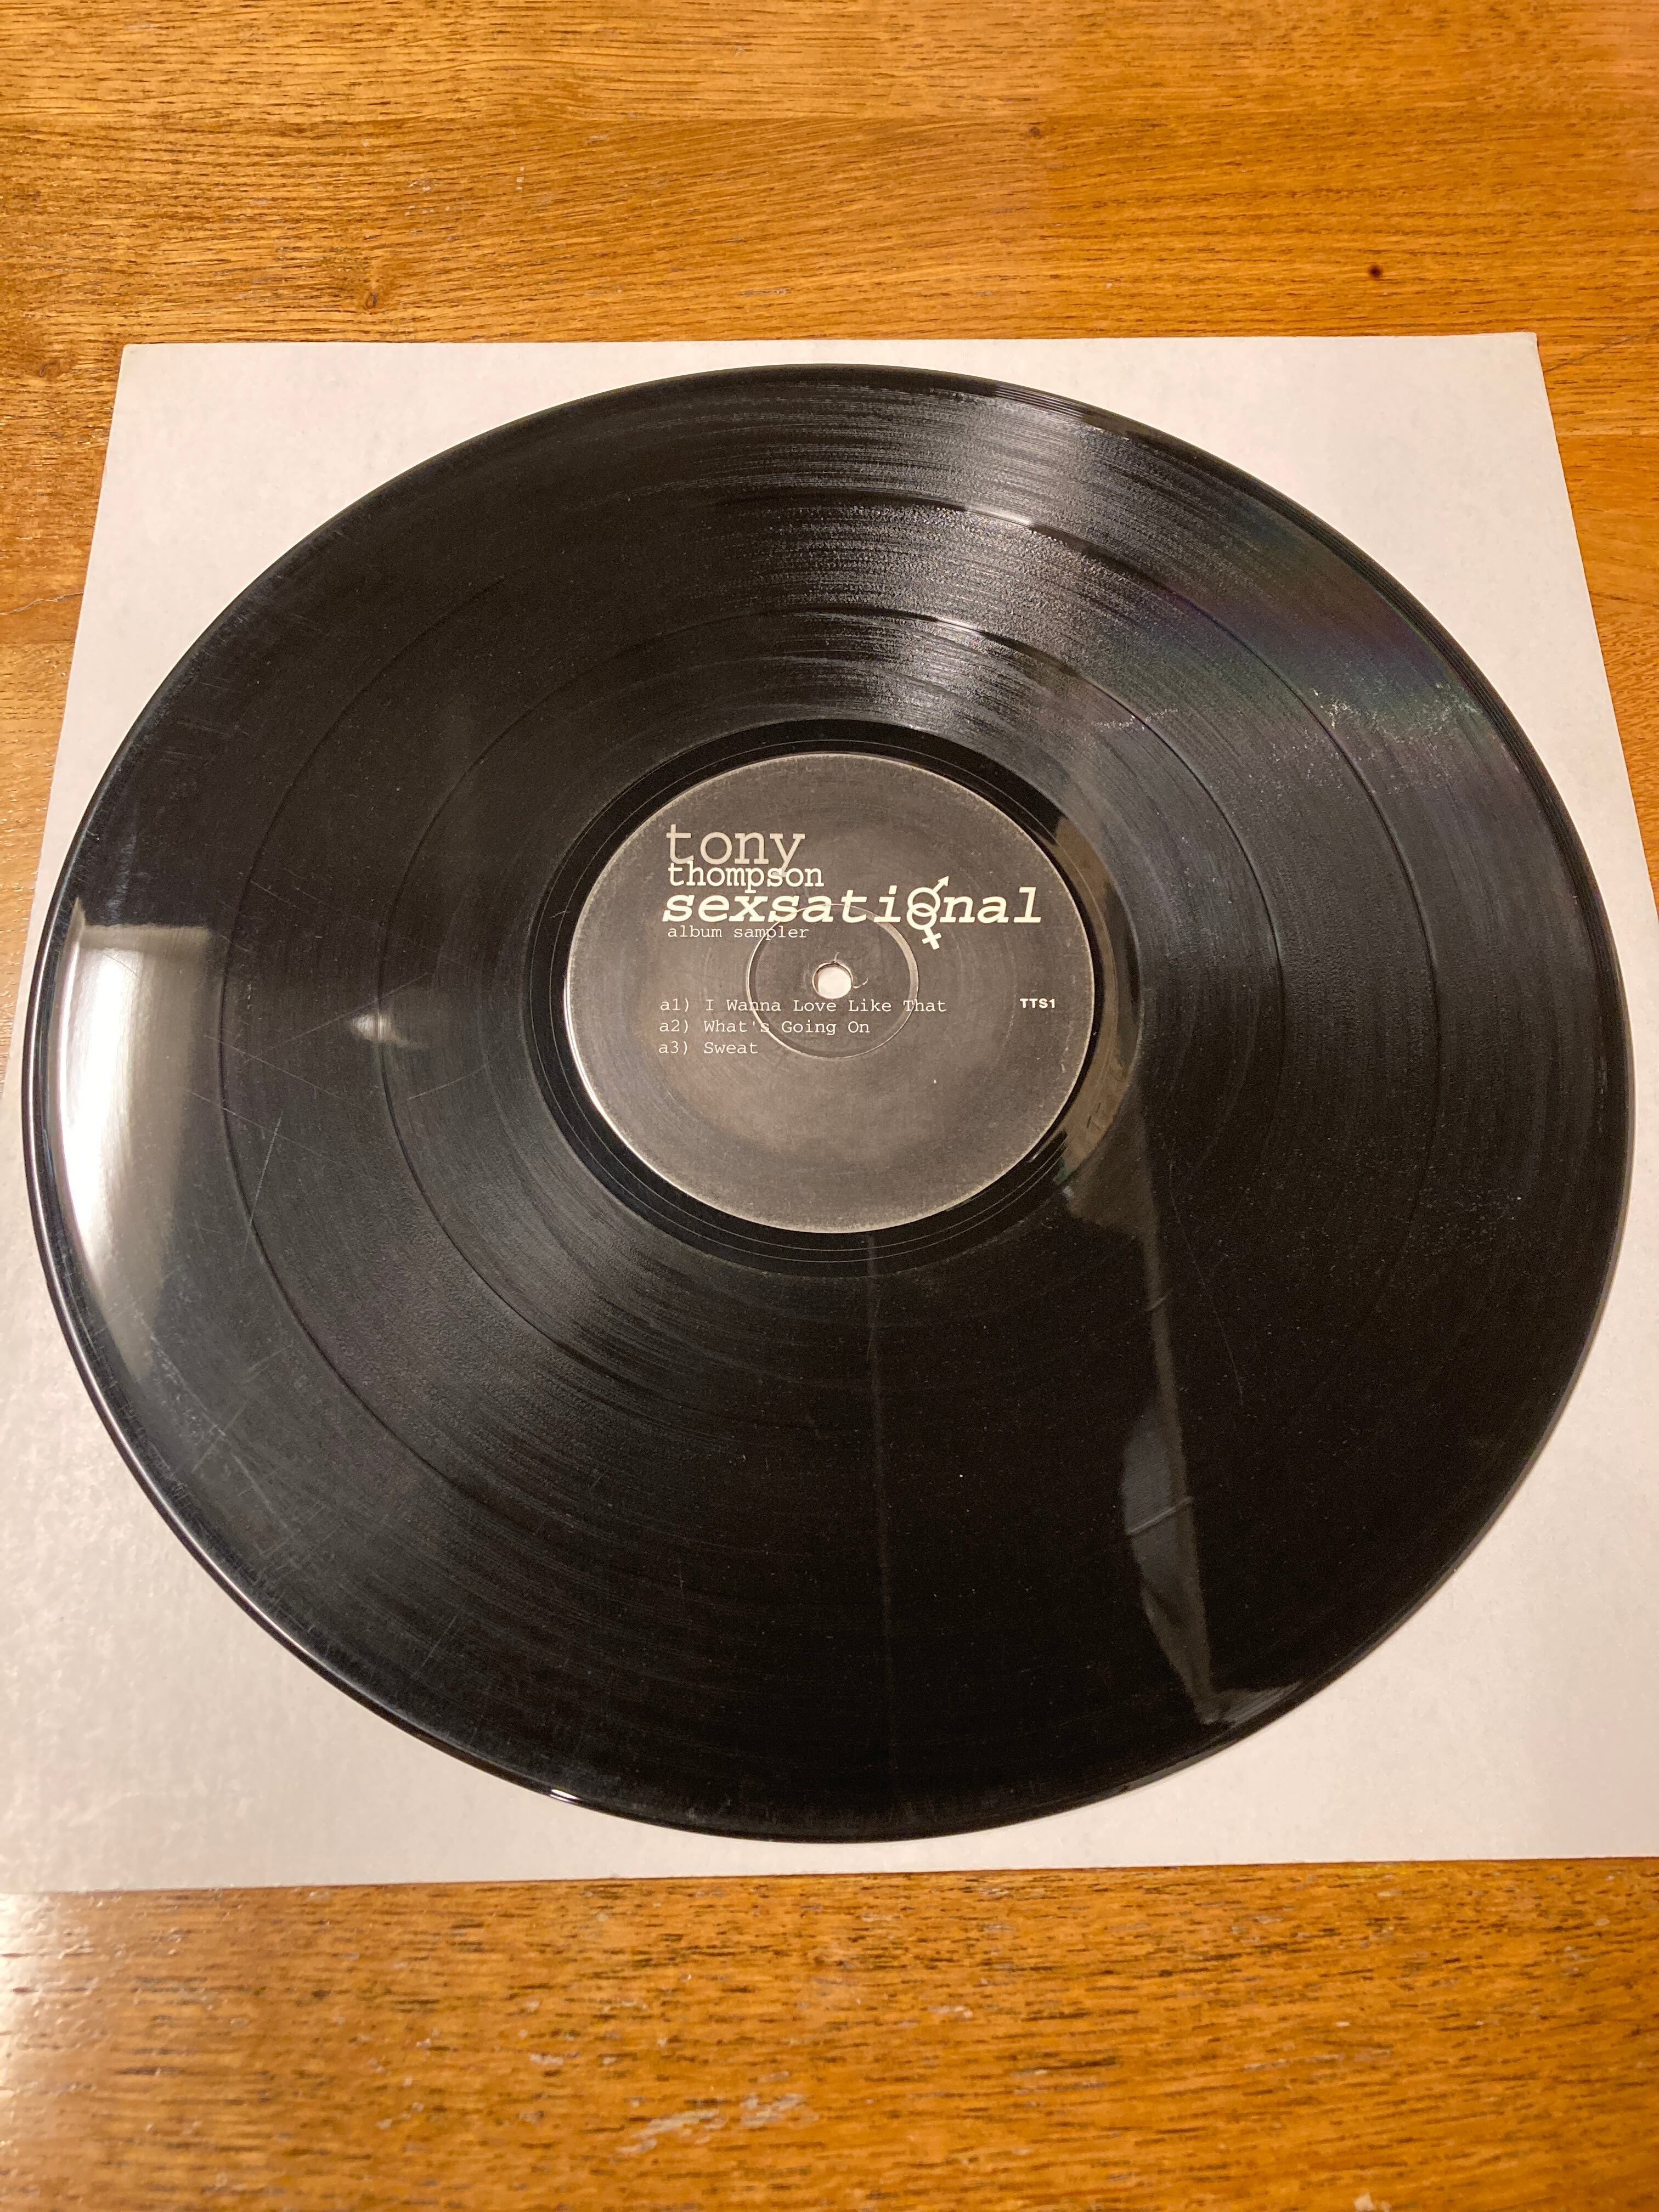 tony
thompson
sexsational
album sampler
a1) I Wanna Love Like That
TTS1
a2) What's Going On
a3) Sweat